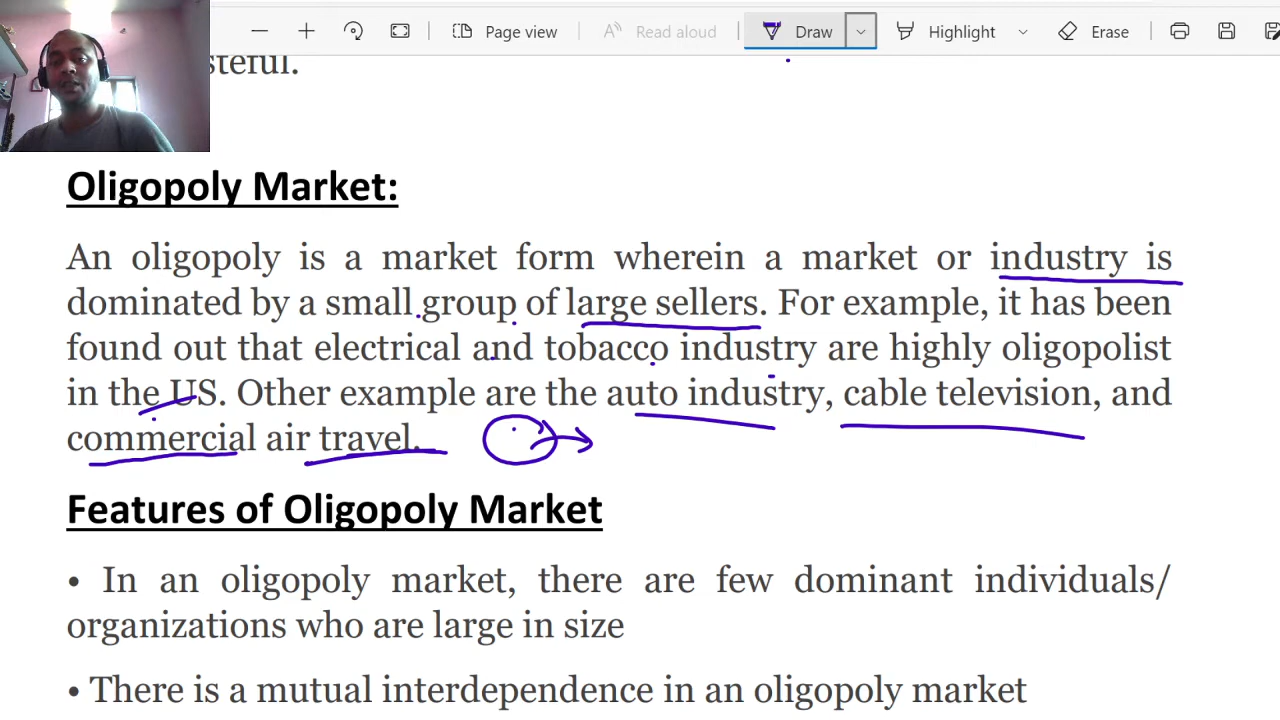 Page view
Read aloud
Draw
Highlight
Erase
steful.
Oligopoly Market:
An oligopoly is a market form wherein a market or industry is
dominated by a small group of large sellers. For example, it has been
found out that electrical and tobacco industry are highly oligopolist
in the US. Other example are the auto industry, cable television, and
commercial air travel.
Features of Oligopoly Market
• In an oligopoly market, there are few dominant individuals/
organizations who are large in size
• There is a mutual interdependence in an oligopoly market